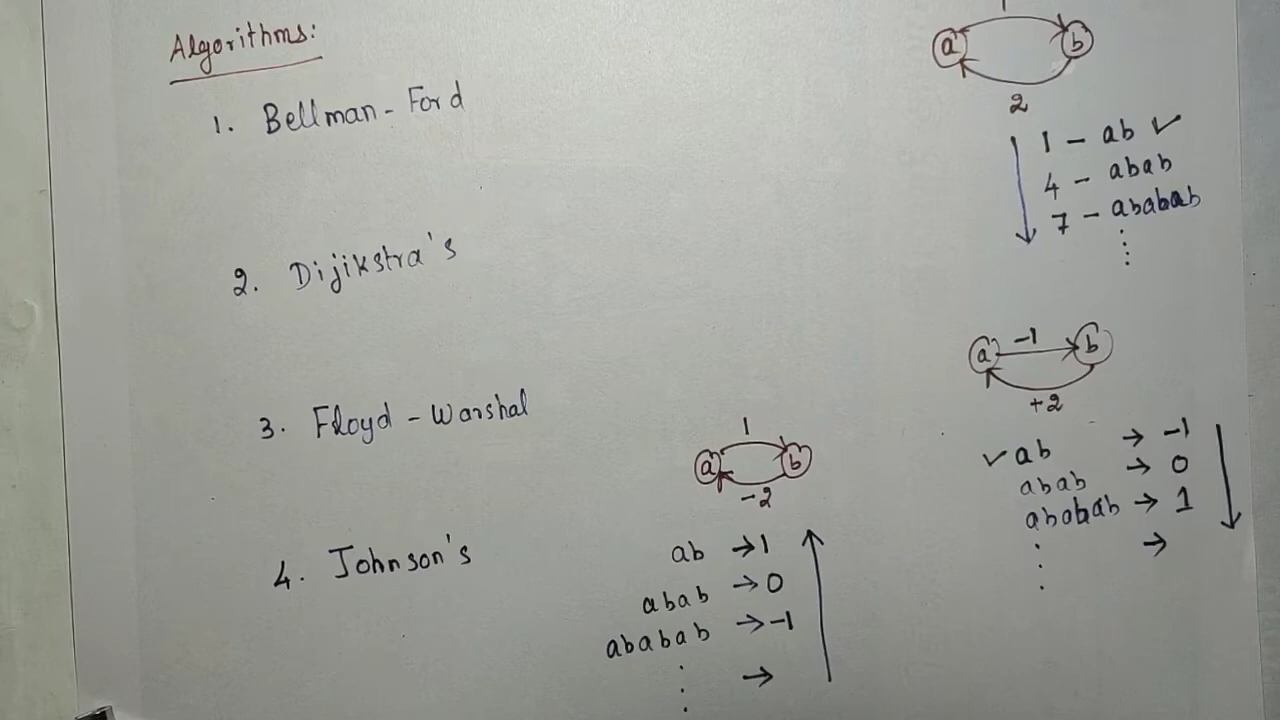 Algorithms:
1. Bellman - Ford
2. Dijikstra's
3. Floyd - Warshal
4. Johnson's
1
a b
2
1 - ab ✓
4 - abab
7 - ababab
a -1 b
+2
✓ ab → -1
abab → 0
ababab → 1
→
1
a b
-2
ab → 1
abab → 0
ababab → -1
→